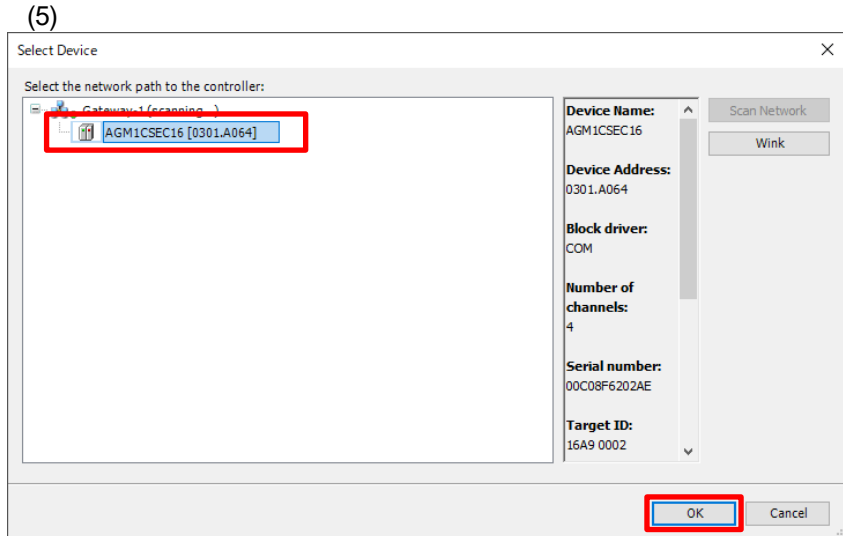 (5)
Select Device
Select the network path to the controller:
Gateway-1 (scanning...)
AGM1CSEC16 [0301.A064]
Device Name:
AGM1CSEC16
Device Address:
0301.A064
Block driver:
COM
Number of
channels:
4
Serial number:
00C08F6202AE
Target ID:
16A9 0002
Scan Network
Wink
OK
Cancel